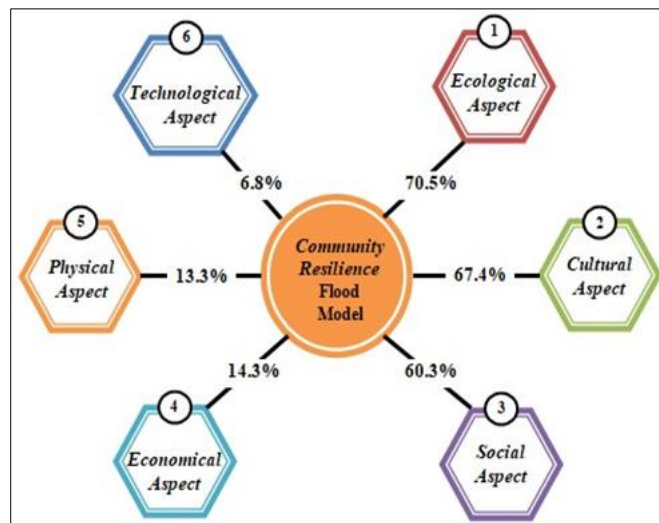 6
Technological
Aspect
1
Ecological
Aspect
6.8%
70.5%
5
Physical
Aspect
13.3%
Community
Resilience
Flood
Model
67.4%
2
Cultural
Aspect
14.3%
60.3%
4
Economical
Aspect
3
Social
Aspect